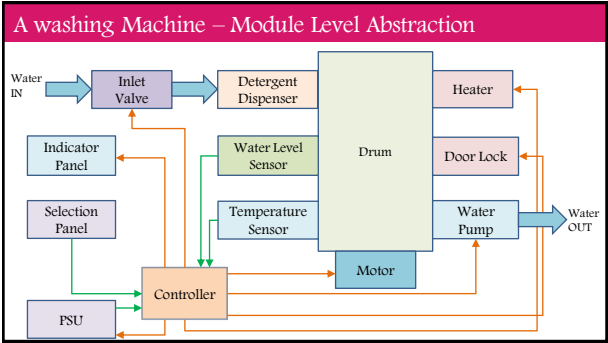 A washing Machine – Module Level Abstraction
Water
IN
Inlet
Valve
Detergent
Dispenser
Heater
Indicator
Panel
Water Level
Sensor
Drum
Door Lock
Selection
Panel
Temperature
Sensor
Water
Pump
Water
OUT
Motor
Controller
PSU